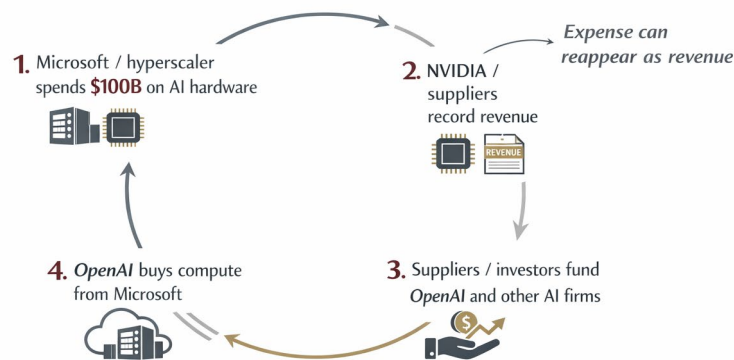 1. Microsoft / hyperscaler
spends $100B on AI hardware
2. NVIDIA /
suppliers
record revenue
REVENUE
Expense can
reappear as revenue
3. Suppliers / investors fund
OpenAI and other AI firms
$
4. OpenAI buys compute
from Microsoft